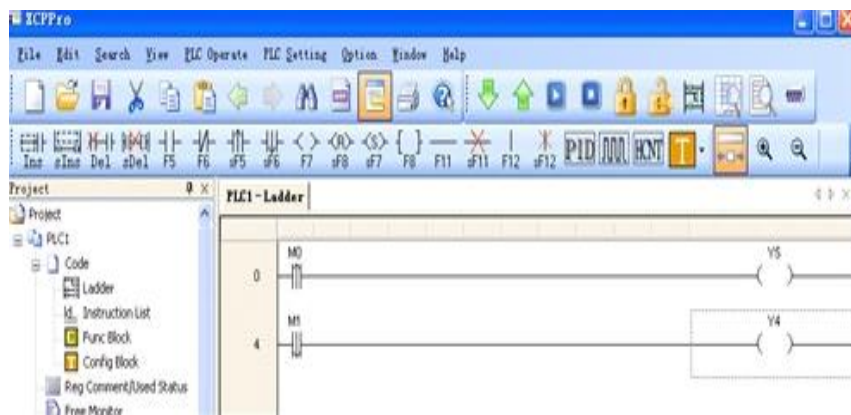 XCPPro
File Edit Search View PLC Operate PLC Setting Option Window Help
Ins sIns Del sDel F5 F6 sF5 sF6 F7 sF8 sF7 F8 F11 sF11 F12 sF12 PID HCNT T
Project
PLC1-Ladder
Project
PLC1
Code
Ladder
Instruction List
Func Block
Config Block
Reg Comment/Used Status
Free Monitor
M0 Y5
0
M1 Y4
4